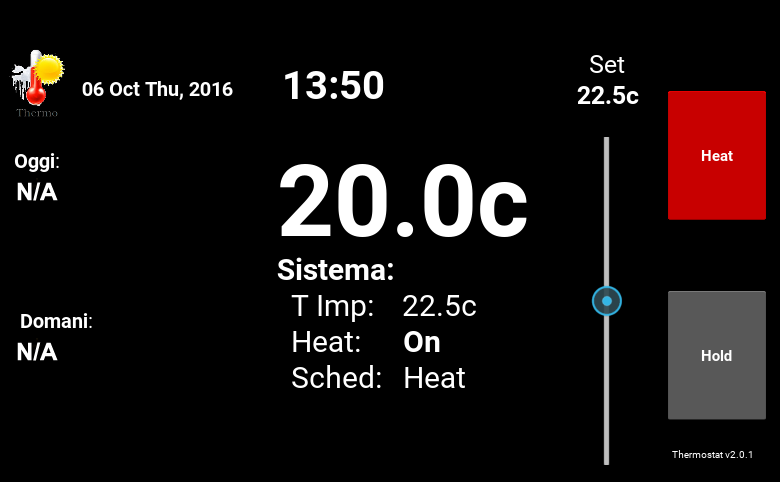 Thermo
06 Oct Thu, 2016
13:50
Set
22.5c
Oggi:
N/A
20.0c
Sistema:
T Imp: 22.5c
Heat: On
Sched: Heat
Domani:
N/A
Heat
Hold
Thermostat v2.0.1